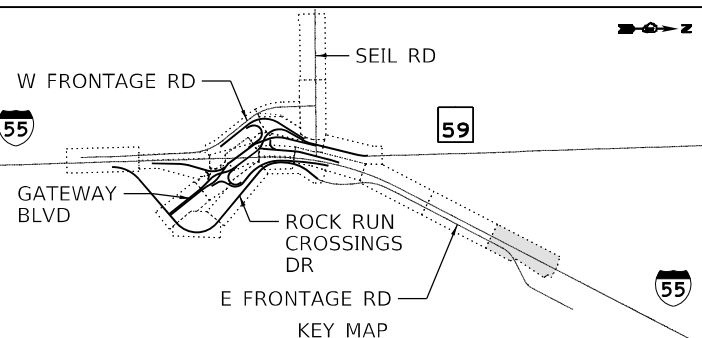 N
SEIL RD
W FRONTAGE RD
55
59
GATEWAY
BLVD
ROCK RUN
CROSSINGS
DR
E FRONTAGE RD
55
KEY MAP